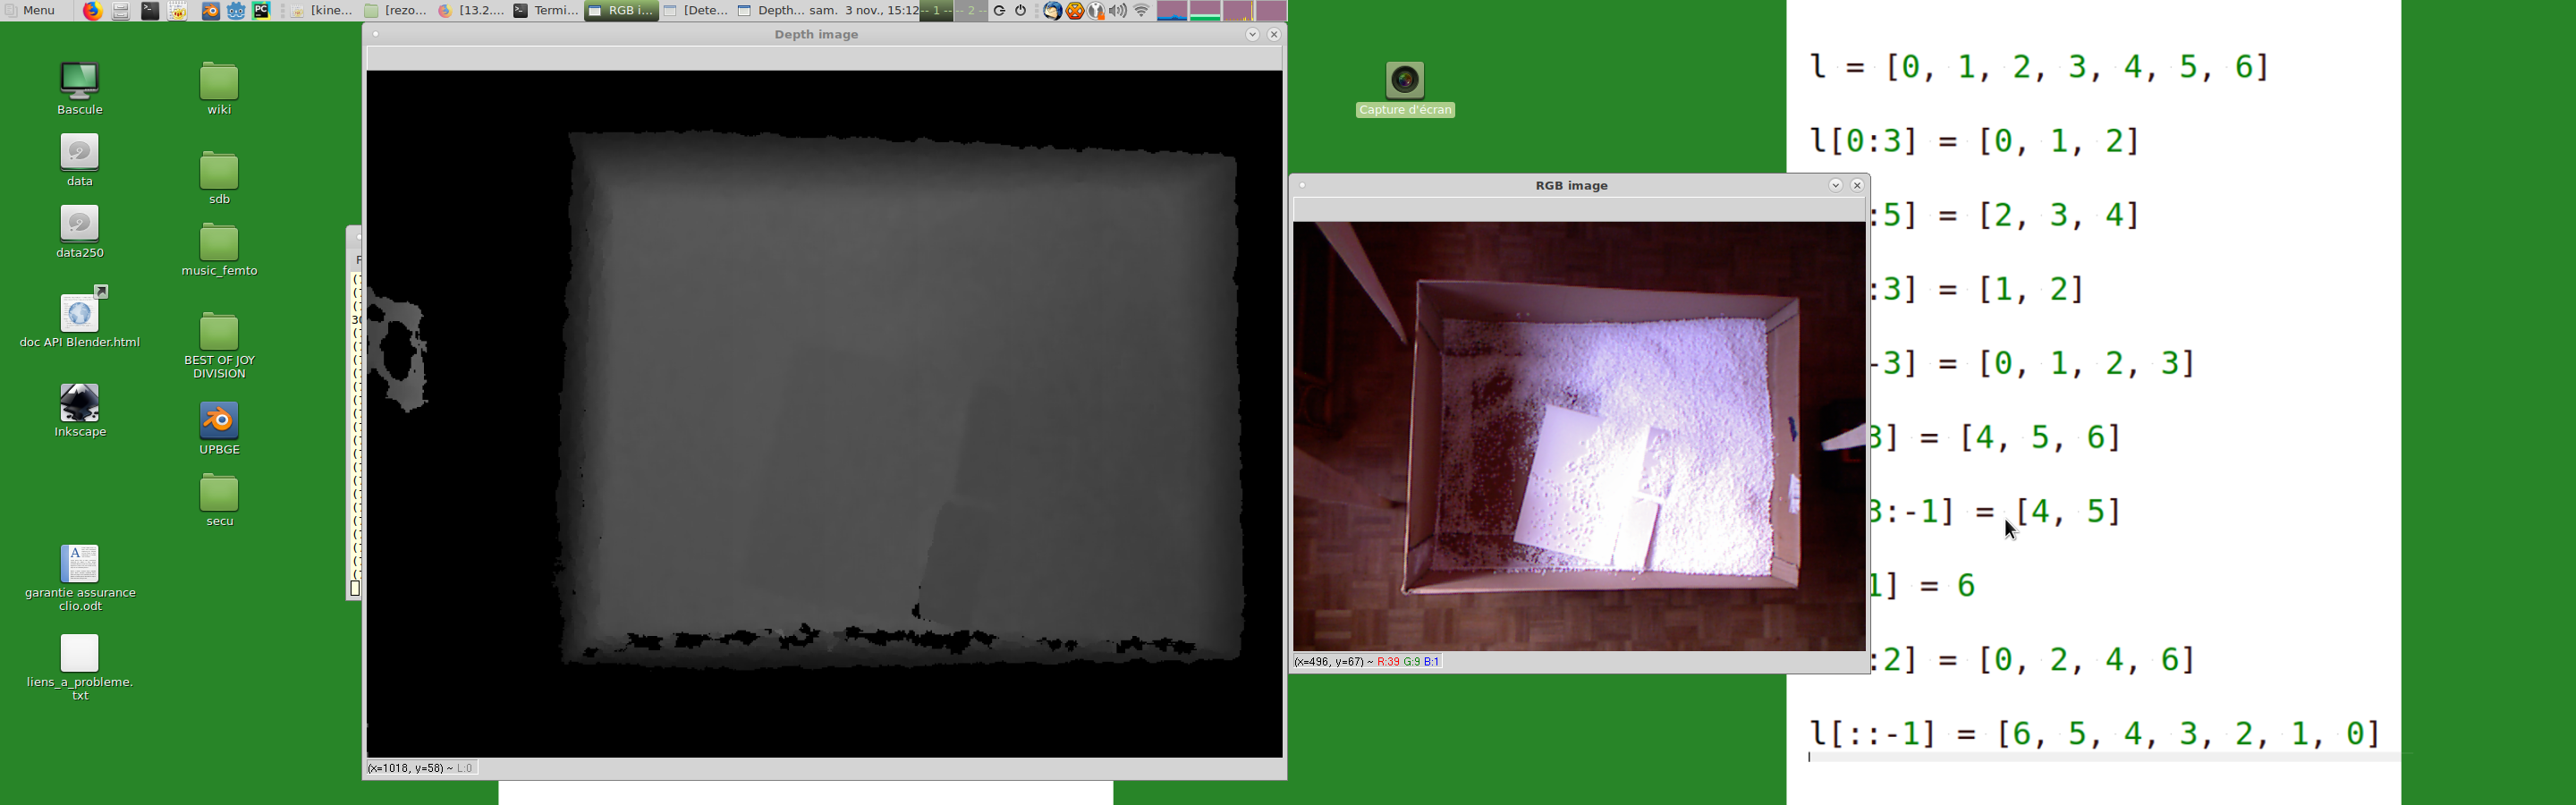 Menu
[kine...
[rezo...
[13.2....
Termi...
RGB i...
[Dete...
Depth...
sam. 3 nov., 15:12
-- 1 --
-- 2 --
Bascule
wiki
data
sdb
data250
music_femto
doc API Blender.html
BEST OF JOY
DIVISION
Inkscape
UPBGE
secu
garantie assurance
clio.odt
liens_a_probleme.
txt
Depth image
(x=1018, y=58) ~ L:0
Capture d'écran
RGB image
(x=496, y=67) ~ R:39 G:9 B:1
l = [0, 1, 2, 3, 4, 5, 6]
l[0:3] = [0, 1, 2]
:5] = [2, 3, 4]
:3] = [1, 2]
-3] = [0, 1, 2, 3]
3] = [4, 5, 6]
3:-1] = [4, 5]
1] = 6
:2] = [0, 2, 4, 6]
l[::-1] = [6, 5, 4, 3, 2, 1, 0]